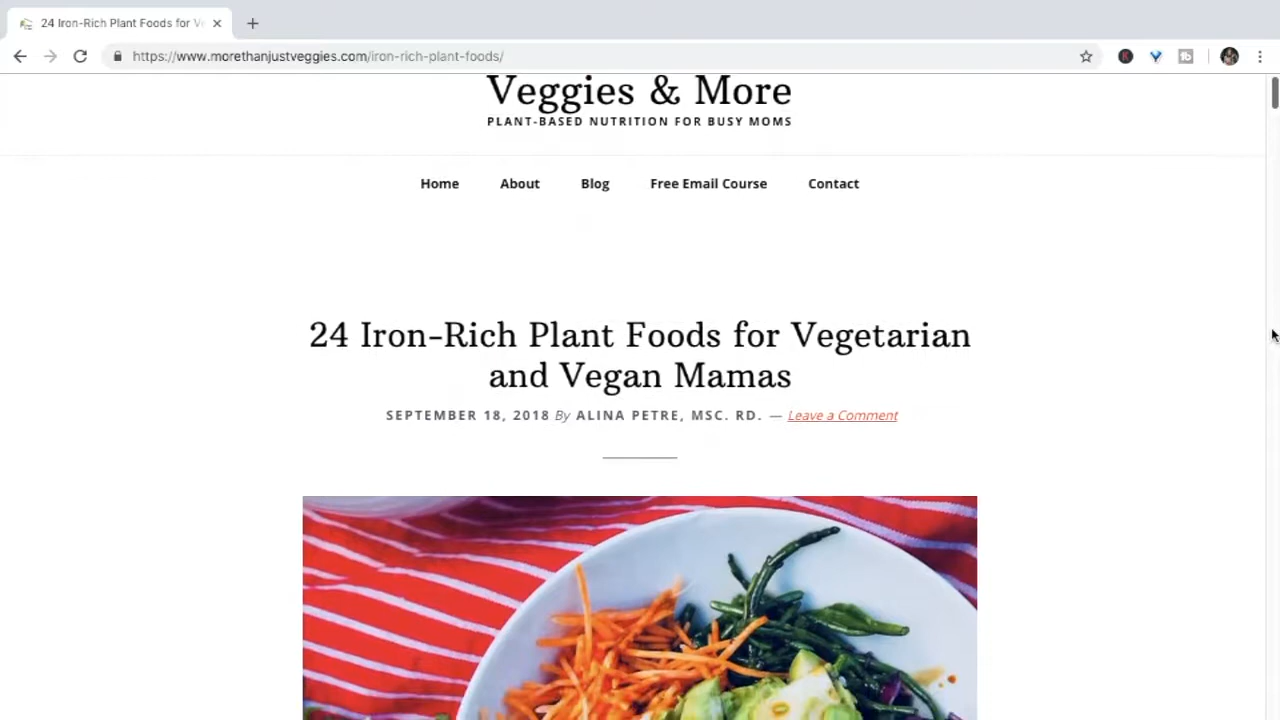 24 Iron-Rich Plant Foods for V
https://www.morethanjustveggies.com/iron-rich-plant-foods/
Veggies & More
PLANT-BASED NUTRITION FOR BUSY MOMS
Home About Blog Free Email Course Contact
24 Iron-Rich Plant Foods for Vegetarian
and Vegan Mamas
SEPTEMBER 18, 2018 By ALINA PETRE, MSC. RD. — Leave a Comment